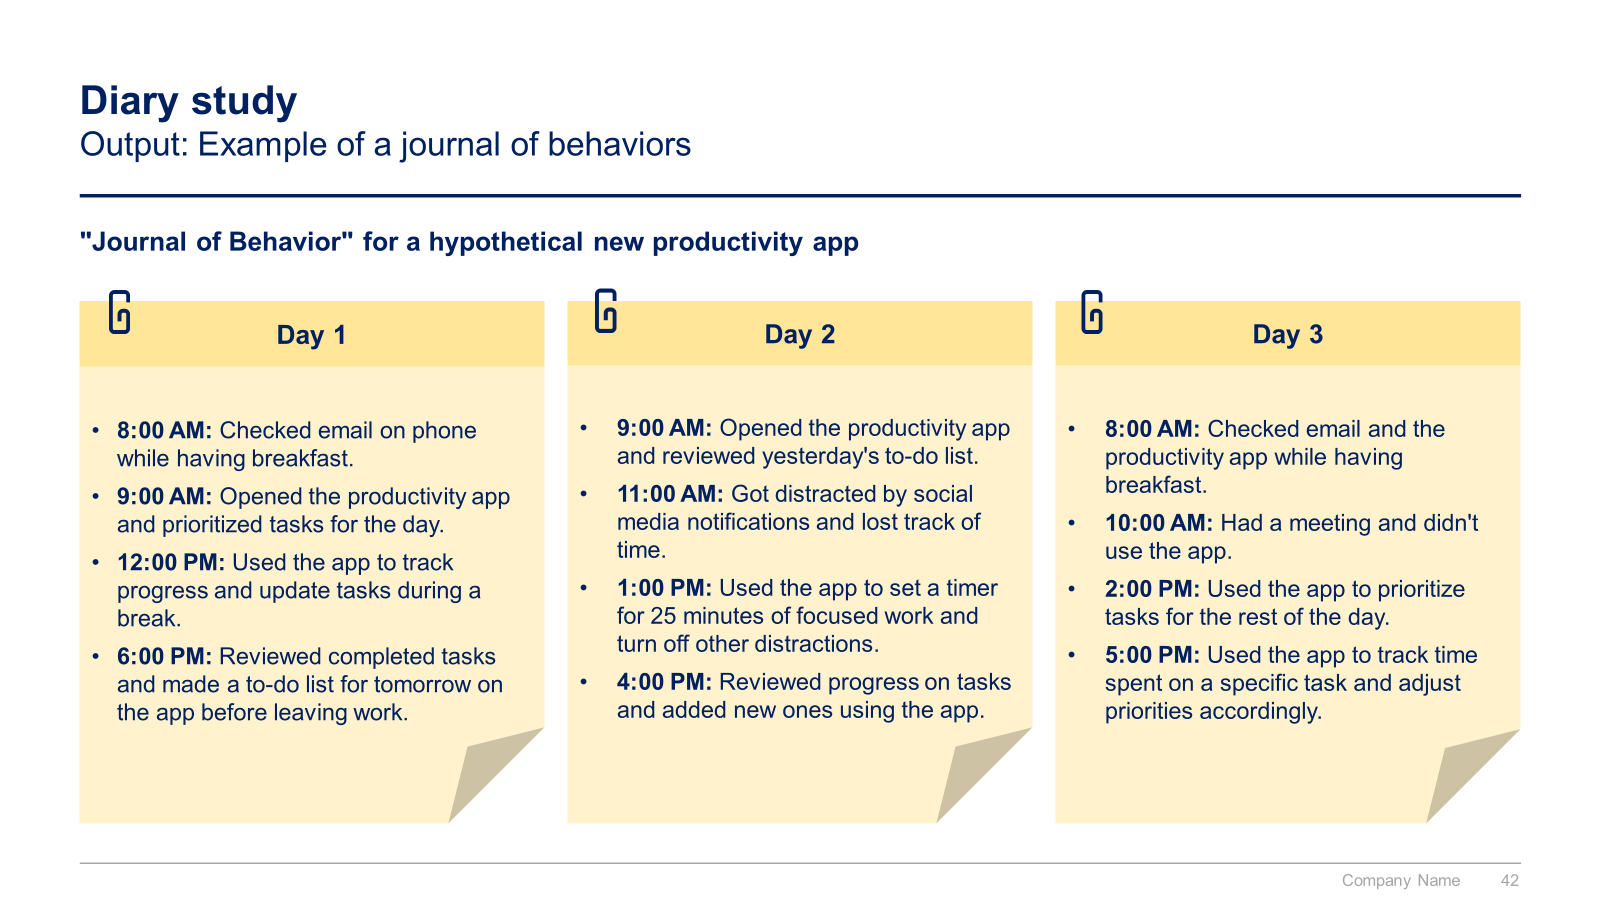 Diary study
Output: Example of a journal of behaviors
"Journal of Behavior" for a hypothetical new productivity app
Day 1
• 8:00 AM: Checked email on phone
while having breakfast.
• 9:00 AM: Opened the productivity app
and prioritized tasks for the day.
• 12:00 PM: Used the app to track
progress and update tasks during a
break.
• 6:00 PM: Reviewed completed tasks
and made a to-do list for tomorrow on
the app before leaving work.
Day 2
• 9:00 AM: Opened the productivity app
and reviewed yesterday's to-do list.
• 11:00 AM: Got distracted by social
media notifications and lost track of
time.
• 1:00 PM: Used the app to set a timer
for 25 minutes of focused work and
turn off other distractions.
• 4:00 PM: Reviewed progress on tasks
and added new ones using the app.
Day 3
• 8:00 AM: Checked email and the
productivity app while having
breakfast.
• 10:00 AM: Had a meeting and didn't
use the app.
• 2:00 PM: Used the app to prioritize
tasks for the rest of the day.
• 5:00 PM: Used the app to track time
spent on a specific task and adjust
priorities accordingly.
Company Name 42